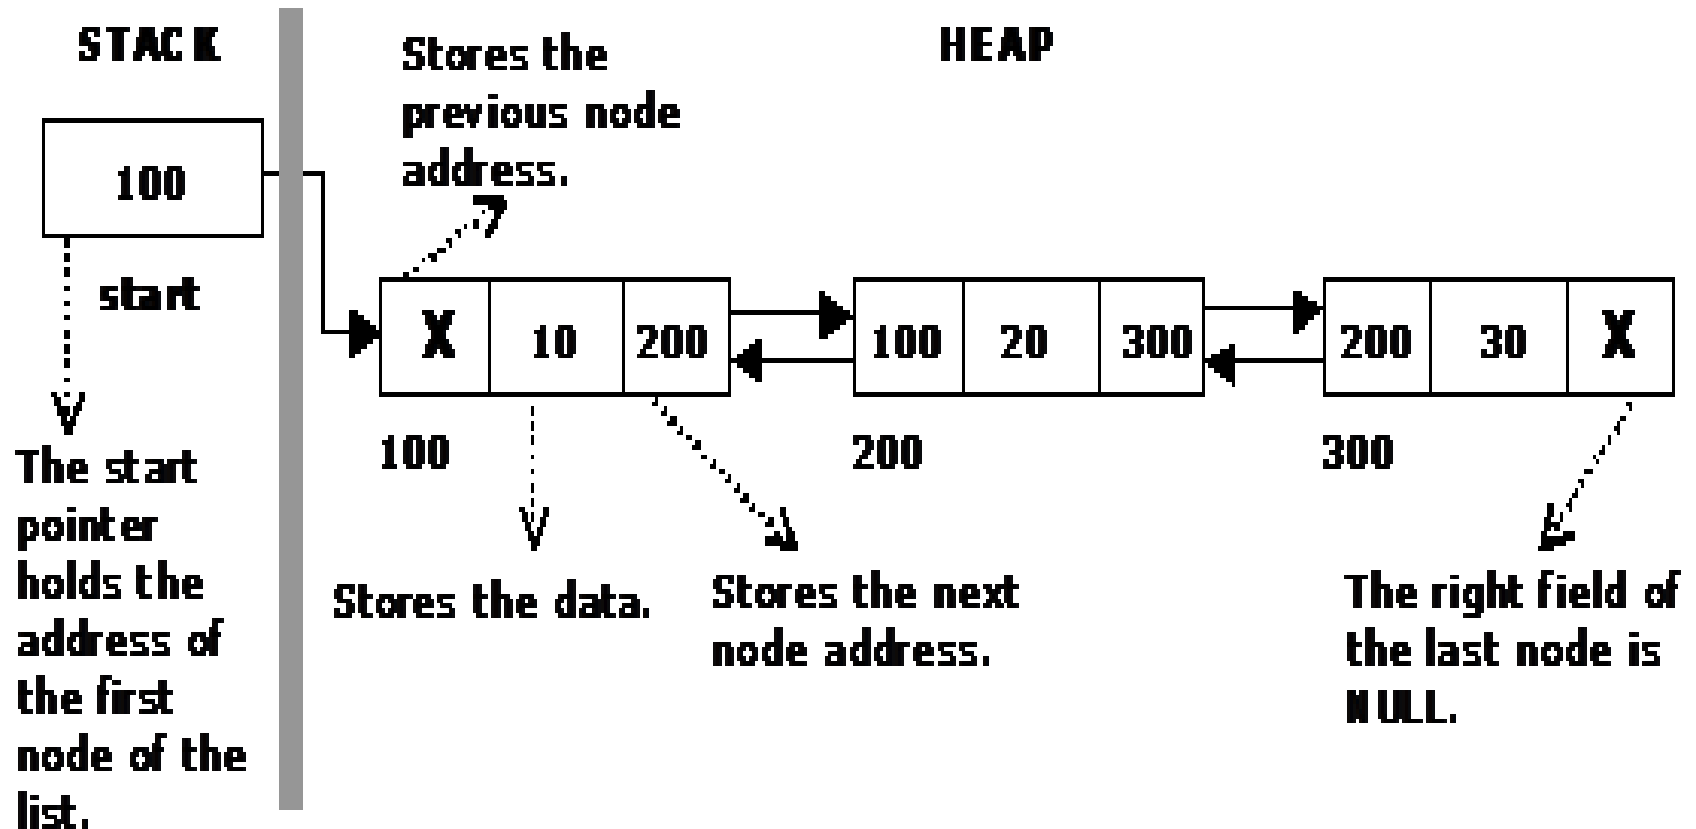 STACK
HEAP
100
start
The start
pointer
holds the
address of
the first
node of the
list.
Stores the
previous node
address.
X 10 200
100 20 300
200 30 X
100
200
300
Stores the data.
Stores the next
node address.
The right field of
the last node is
NULL.